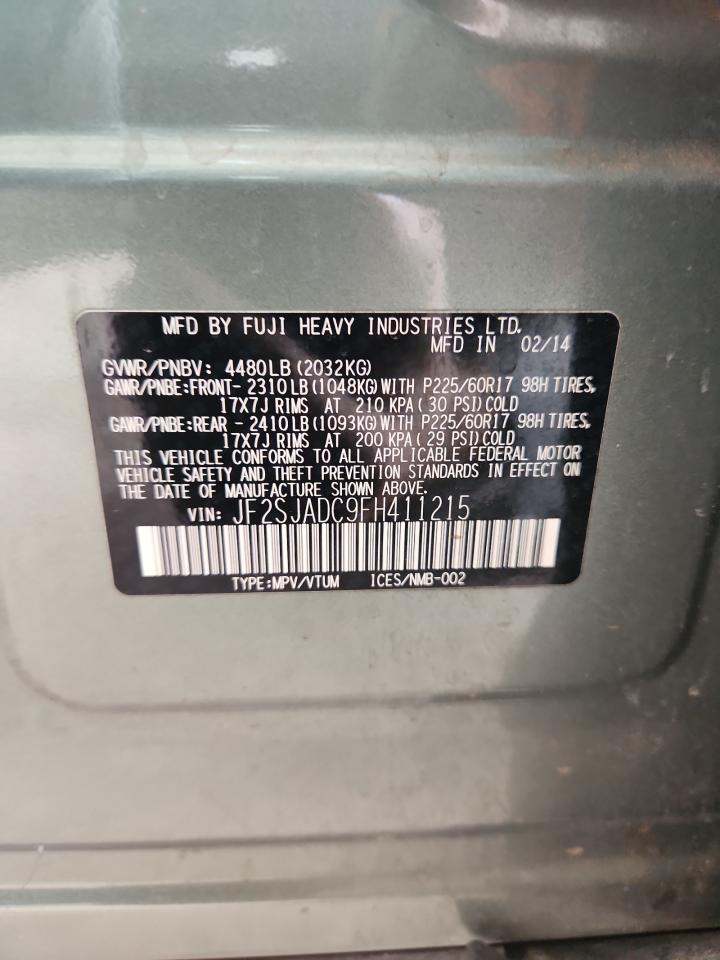 MFD BY FUJI HEAVY INDUSTRIES LTD.
MFD IN 02/14
GVWR/PNBV: 4480LB (2032KG)
GAWR/PNBE:FRONT- 2310LB (1048KG) WITH P225/60R17 98H TIRES,
17X7J RIMS AT 210 KPA (30 PSI) COLD
GAWR/PNBE:REAR - 2410LB (1093KG) WITH P225/60R17 98H TIRES,
17X7J RIMS AT 200 KPA (29 PSI) COLD
THIS VEHICLE CONFORMS TO ALL APPLICABLE FEDERAL MOTOR
VEHICLE SAFETY AND THEFT PREVENTION STANDARDS IN EFFECT ON
THE DATE OF MANUFACTURE SHOWN ABOVE.
VIN: JF2SJADC9FH411215
TYPE:MPV/VTUM ICES/NMB-002